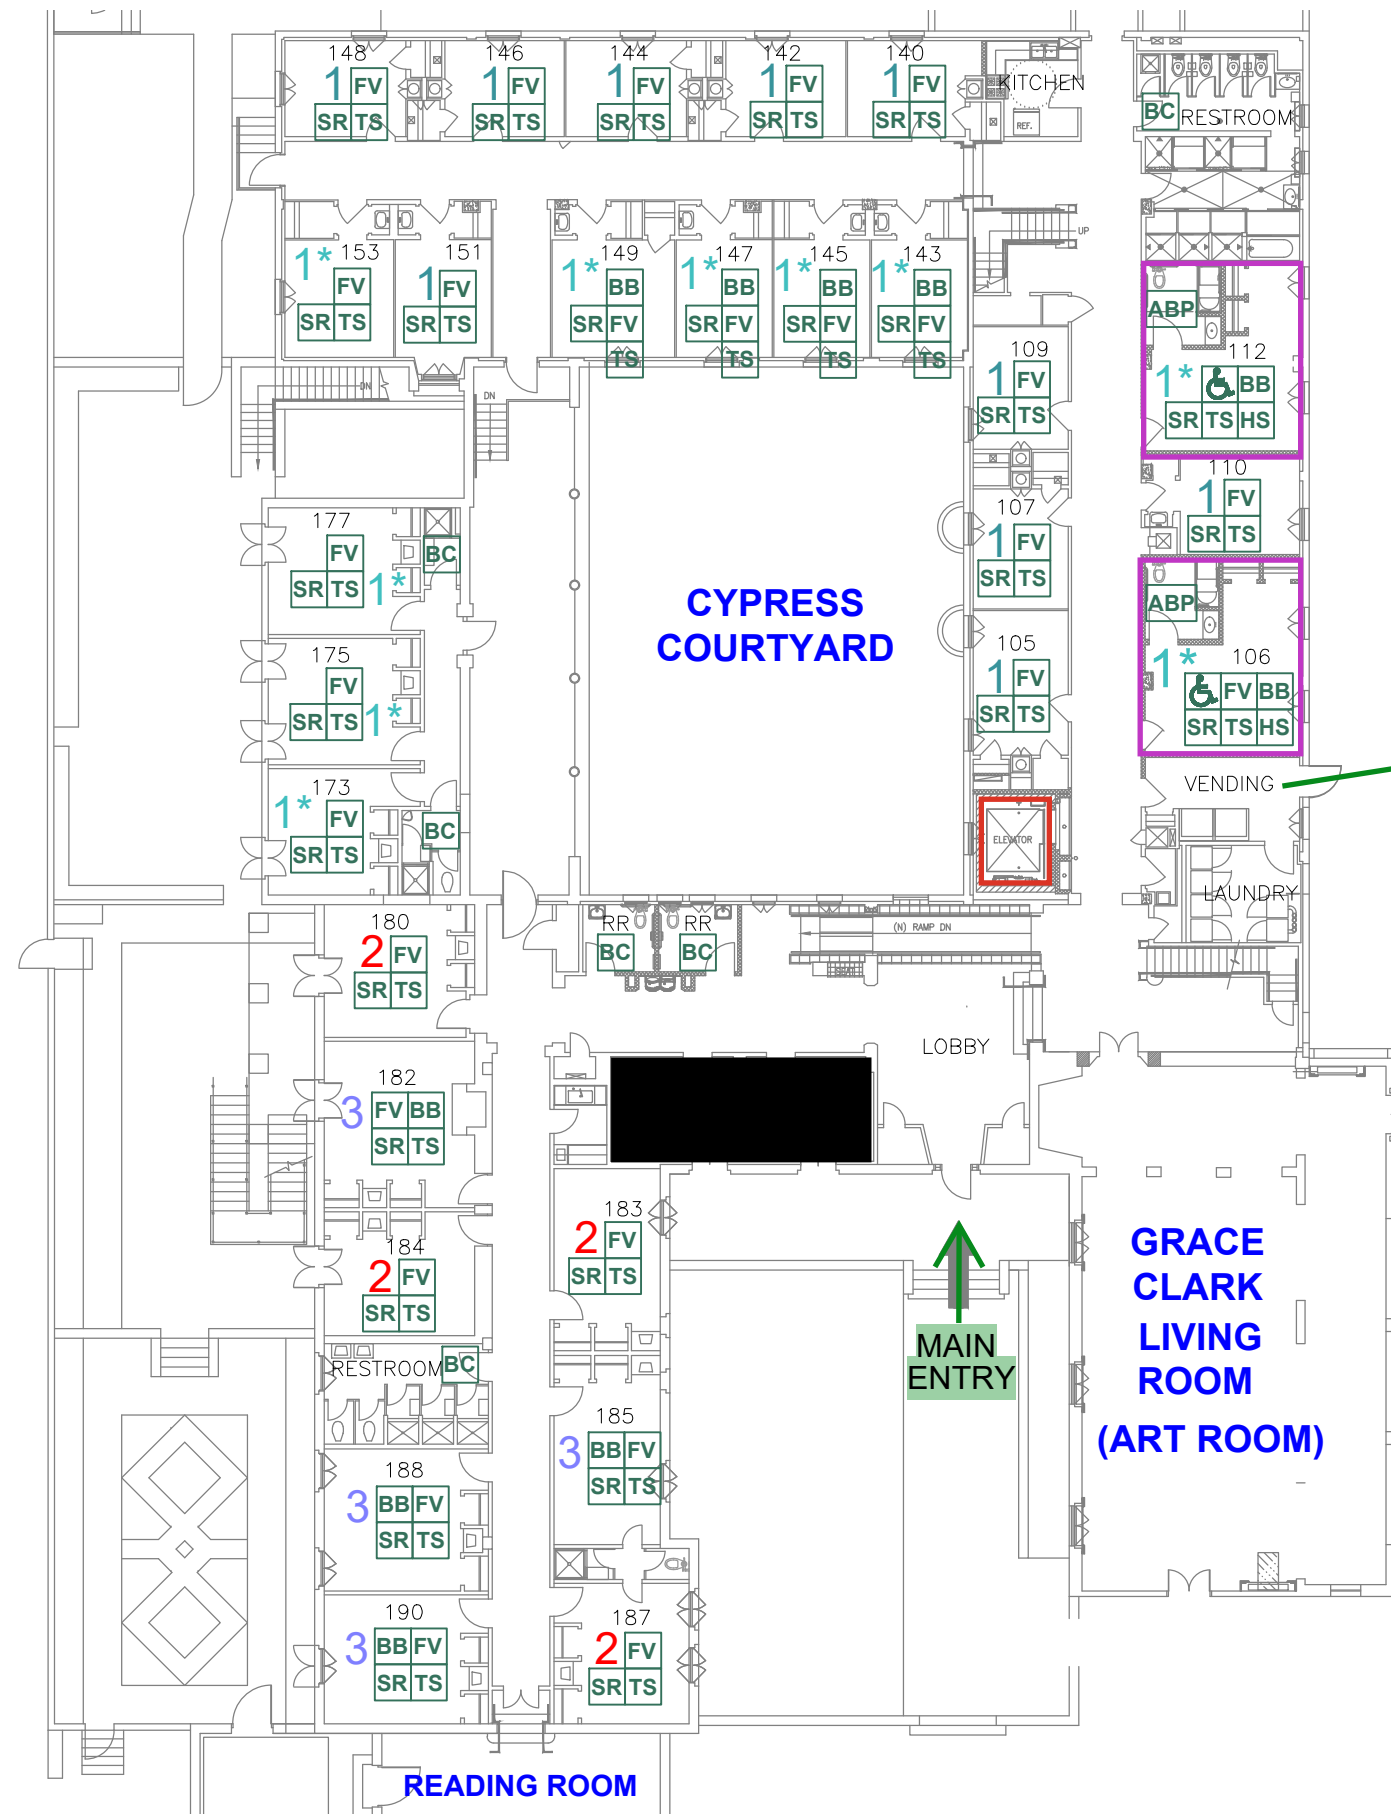 148
1 FV
SR TS
146
1 FV
SR TS
144
1 FV
SR TS
142
1 FV
SR TS
140
1 FV
SR TS
KITCHEN
REF.
BC RESTROOM
153
1* FV
SR TS
151
1 FV
SR TS
149
1* BB
SR FV
TS
147
1* BB
SR FV
TS
145
1* BB
SR FV
TS
143
1* BB
SR FV
TS
UP
DN
DN
109
1 FV
SR TS
ABP
112
1* BB
SR TS HS
110
1 FV
SR TS
107
1 FV
SR TS
177
FV
SR TS 1*
BC
CYPRESS
COURTYARD
ABP
106
1* FV BB
SR TS HS
105
1 FV
SR TS
175
FV
SR TS 1*
173
1* FV
SR TS
BC
ELEVATOR
VENDING
LAUNDRY
180
2 FV
SR TS
RR
BC
RR
BC
(N) RAMP DN
SEAT
LOBBY
182
3 FV BB
SR TS
183
2 FV
SR TS
184
2 FV
SR TS
MAIN
ENTRY
GRACE
CLARK
LIVING
ROOM
(ART ROOM)
RESTROOM BC
185
3 BB FV
SR TS
188
3 BB FV
SR TS
190
3 BB FV
SR TS
187
2 FV
SR TS
READING ROOM